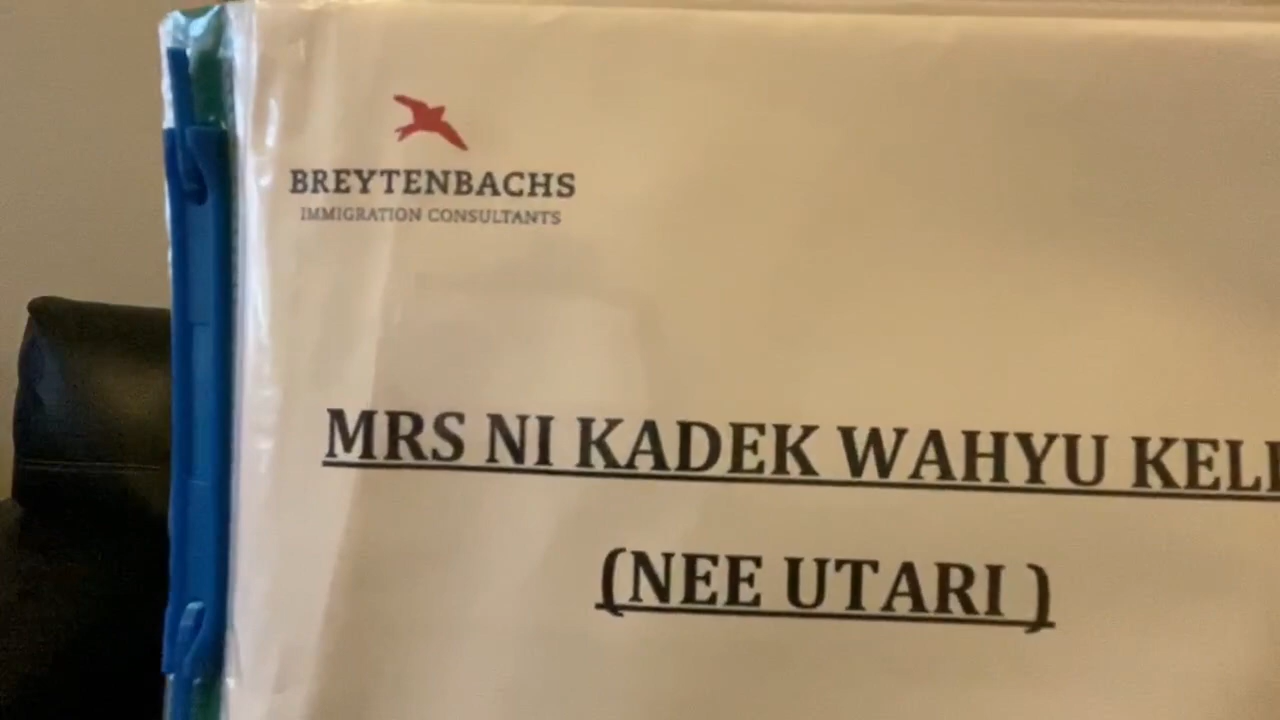 BREYTENBACHS
IMMIGRATION CONSULTANTS
MRS NI KADEK WAHYU
(NEE UTARI )